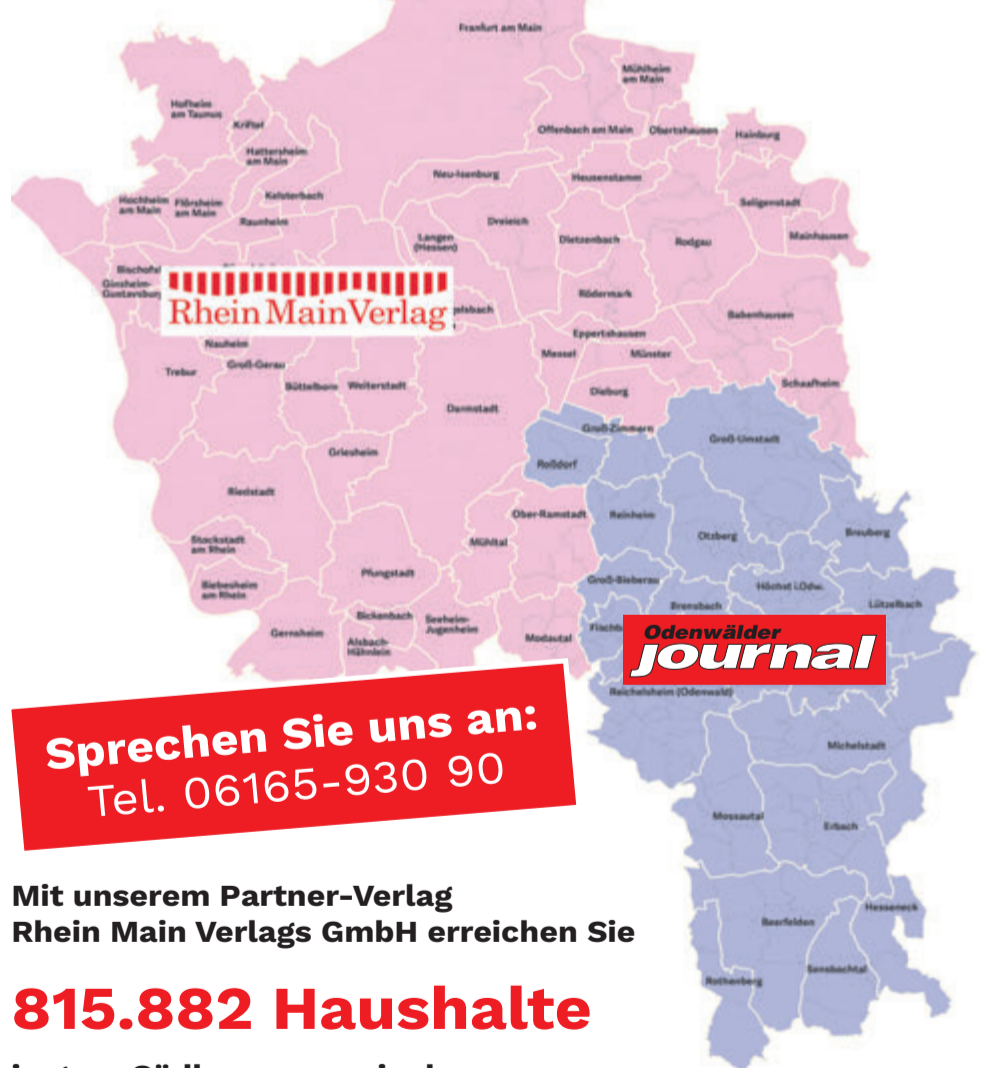 Frankfurt am Main
Mühlheim
am Main
Hofheim
am Taunus
Kriftel
Offenbach am Main
Obertshausen
Hainburg
Hattersheim
am Main
Neu-Isenburg
Heusenstamm
Kelsterbach
Hochheim
am Main
Flörsheim
am Main
Seligenstadt
Raunheim
Dreieich
Langen
(Hessen)
Dietzenbach
Rodgau
Mainhausen
Bischofs
Ginsheim-
Gustavsburg
Rhein Main Verlag
Rödermark
elsbach
Babenhausen
Eppertshausen
Nauheim
Messel
Münster
Trebur
Groß-Gerau
Büttelborn
Weiterstadt
Schaafheim
Dieburg
Darmstadt
Groß-Zimmern
Groß-Umstadt
Griesheim
Roßdorf
Riedstadt
Ober-Ramstadt
Reinheim
Otzberg
Breuberg
Stockstadt
am Rhein
Mühltal
Pfungstadt
Groß-Bieberau
Höchst i.Odw.
Biebesheim
am Rhein
Brensbach
Lützelbach
Bickenbach
Seeheim-
Jugenheim
Gernsheim
Alsbach-
Hähnlein
Modautal
Fischb
Odenwälder
journal
Reichelsheim (Odenwald)
Sprechen Sie uns an:
Tel. 06165-930 90
Michelstadt
Mossautal
Erbach
Mit unserem Partner-Verlag
Rhein Main Verlags GmbH erreichen Sie
Hesseneck
Beerfelden
Sensbachtal
Rothenberg
815.882 Haushalte